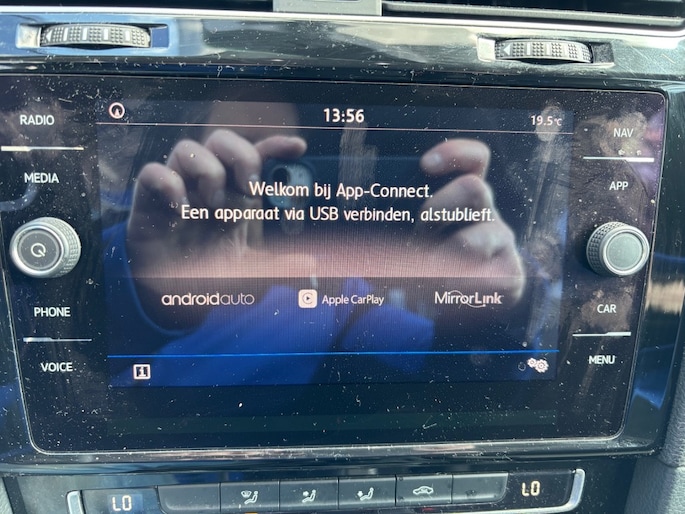 RADIO
MEDIA
PHONE
VOICE
13:56
19.5°C
Welkom bij App-Connect.
Een apparaat via USB verbinden, alstublieft.
androidauto
Apple CarPlay
MirrorLink
i
NAV
APP
CAR
MENU
LO
LO